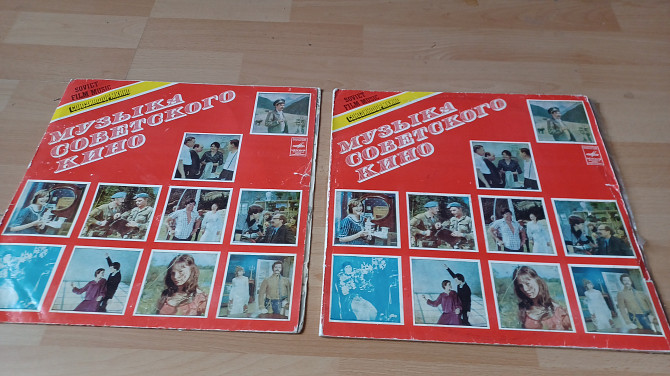 SOVIET
FILM MUSIC
МУЗЫКА
СОВЕТСКОГО
КИНО
SOVIET
FILM MUSIC
МУЗЫКА
СОВЕТСКОГО
КИНО